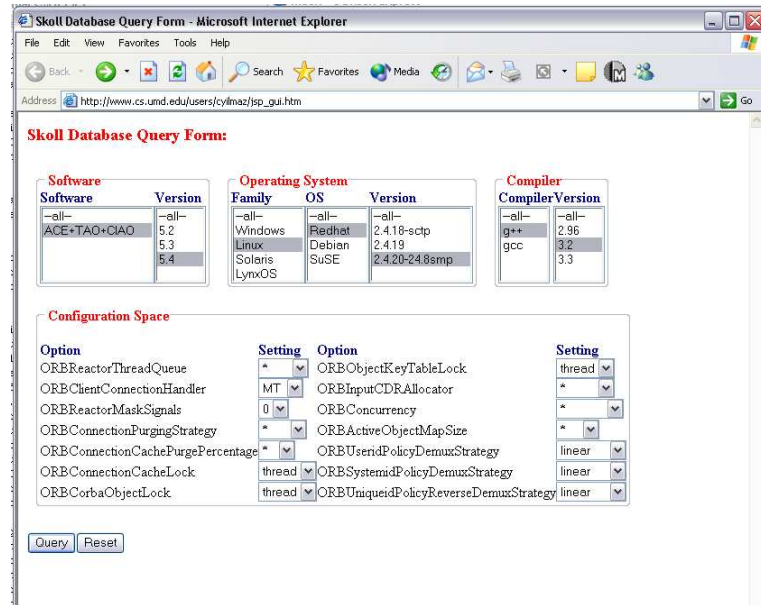 Skoll Database Query Form - Microsoft Internet Explorer
File Edit View Favorites Tools Help
Back Search Favorites Media
Address http://www.cs.umd.edu/users/cyilmaz/jsp_gui.htm Go
Skoll Database Query Form:
Software
Software Version
--all-- --all--
ACE+TAO+CIAO 5.2
5.3
5.4
Operating System
Family OS Version
--all-- --all-- --all--
Windows Redhat 2.4.18-sctp
Linux Debian 2.4.19
Solaris SuSE 2.4.20-24.8smp
LynxOS
Compiler
Compiler Version
--all-- --all--
g++ 2.96
gcc 3.2
3.3
Configuration Space
Option Setting Option Setting
ORBReactorThreadQueue * ORBObjectKeyTableLock thread
ORBClientConnectionHandler MT ORBInputCDRAllocator *
ORBReactorMaskSignals 0 ORBConcurrency *
ORBConnectionPurgingStrategy * ORBActiveObjectMapSize *
ORBConnectionCachePurgePercentage * ORBUseridPolicyDemuxStrategy linear
ORBConnectionCacheLock thread ORBSystemidPolicyDemuxStrategy linear
ORBCorbaObjectLock thread ORBUniqueidPolicyReverseDemuxStrategy linear
Query Reset